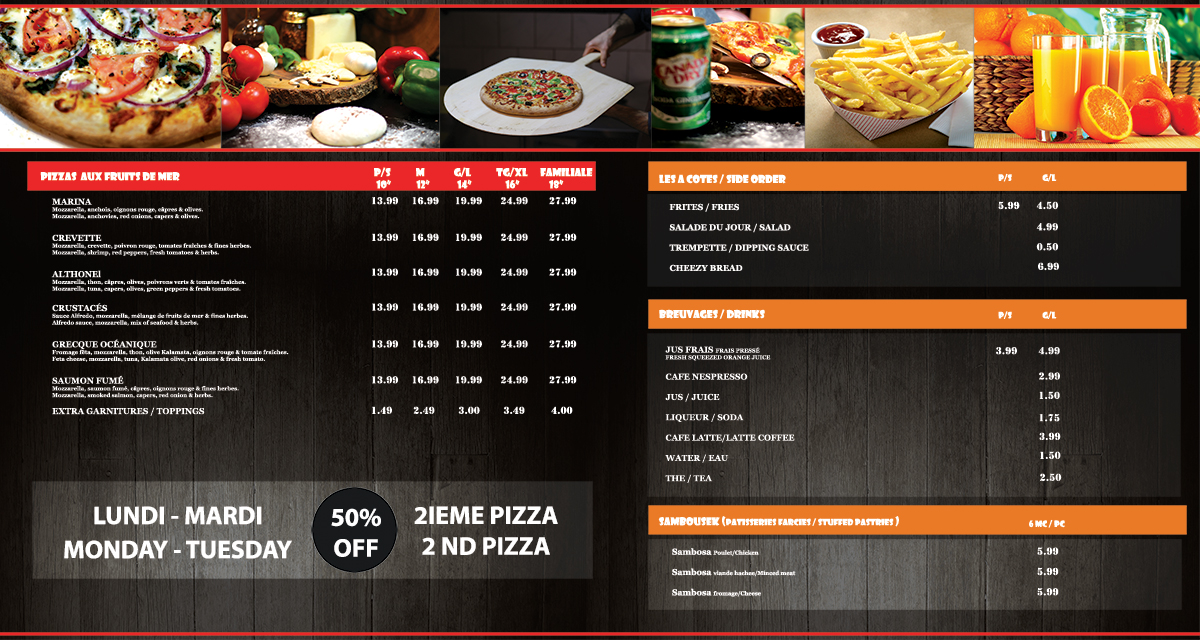 CANADA
DRY
SODA GINGEMBRE
PIZZAS AUX FRUITS DE MER P/S M G/L TG/XL FAMILIALE
10" 12" 14" 16" 18"
MARINA 13.99 16.99 19.99 24.99 27.99
Mozzarella, anchois, oignons rouge, câpres & olives.
Mozzarella, anchovies, red onions, capers & olives.
CREVETTE 13.99 16.99 19.99 24.99 27.99
Mozzarella, crevette, poivron rouge, tomates fraîches & fines herbes.
Mozzarella, shrimp, red peppers, fresh tomatoes & herbs.
ALTHONEl 13.99 16.99 19.99 24.99 27.99
Mozzarella, thon, câpres, olives, poivrons verts & tomates fraîches.
Mozzarella, tuna, capers, olives, green peppers & fresh tomatoes.
CRUSTACÉS 13.99 16.99 19.99 24.99 27.99
Sauce Alfredo, mozzarella, mélange de fruits de mer & fines herbes.
Alfredo sauce, mozzarella, mix of seafood & herbs.
GRECQUE OCÉANIQUE 13.99 16.99 19.99 24.99 27.99
Fromage fêta, mozzarella, thon, olive Kalamata, oignons rouge & tomate fraîches.
Feta cheese, mozzarella, tuna, Kalamata olive, red onions & fresh tomato.
SAUMON FUMÉ 13.99 16.99 19.99 24.99 27.99
Mozzarella, saumon fumé, câpres, oignons rouge & fines herbes.
Mozzarella, smoked salmon, capers, red onion & herbs.
EXTRA GARNITURES / TOPPINGS 1.49 2.49 3.00 3.49 4.00
LUNDI - MARDI
MONDAY - TUESDAY
50%
OFF
2IEME PIZZA
2 ND PIZZA
LES A COTES / SIDE ORDER P/S G/L
FRITES / FRIES 5.99 4.50
SALADE DU JOUR / SALAD 4.99
TREMPETTE / DIPPING SAUCE 0.50
CHEEZY BREAD 6.99
BREUVAGES / DRINKS P/S G/L
JUS FRAIS FRAIS PRESSÉ 3.99 4.99
FRESH SQUEEZED ORANGE JUICE
CAFE NESPRESSO 2.99
JUS / JUICE 1.50
LIQUEUR / SODA 1.75
CAFE LATTE/LATTE COFFEE 3.99
WATER / EAU 1.50
THE / TEA 2.50
SAMBOUSEK (PATISSERIES FARCIES / STUFFED PASTRIES ) 6 MC / PC
Sambosa Poulet/Chicken 5.99
Sambosa viande hachee/Minced meat 5.99
Sambosa fromage/Cheese 5.99